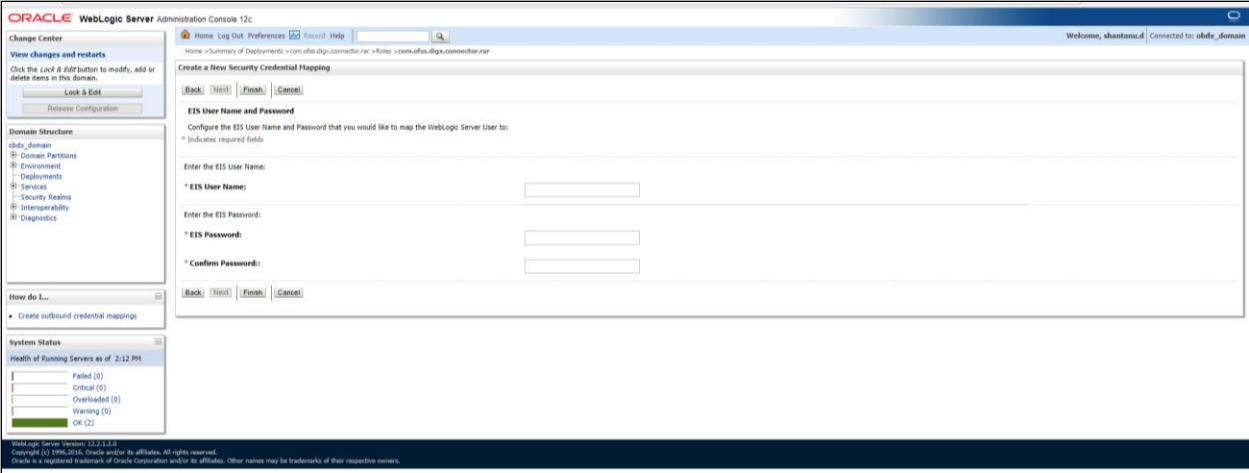 ORACLE WebLogic Server Administration Console 12c
Change Center
View changes and restarts
Click the Lock & Edit button to modify, add or
delete items in this domain.
Lock & Edit
Release Configuration
Domain Structure
obdx_domain
Domain Partitions
Environment
Deployments
Services
Security Realms
Interoperability
Diagnostics
How do I...
Create outbound credential mappings
System Status
Health of Running Servers as of 2:12 PM
Failed (0)
Critical (0)
Overloaded (0)
Warning (0)
OK (2)
Home Log Out Preferences Record Help
Welcome, shantanu.d Connected to: obdx_domain
Home >Summary of Deployments >com.ofss.digx.connector.rar >Roles >com.ofss.digx.connector.rar
Create a New Security Credential Mapping
Back Next Finish Cancel
EIS User Name and Password
Configure the EIS User Name and Password that you would like to map the WebLogic Server User to:
* Indicates required fields
Enter the EIS User Name:
* EIS User Name:
Enter the EIS Password:
* EIS Password:
* Confirm Password::
Back Next Finish Cancel
WebLogic Server Version: 12.2.1.2.0
Copyright (c) 1996,2016, Oracle and/or its affiliates. All rights reserved.
Oracle is a registered trademark of Oracle Corporation and/or its affiliates. Other names may be trademarks of their respective owners.